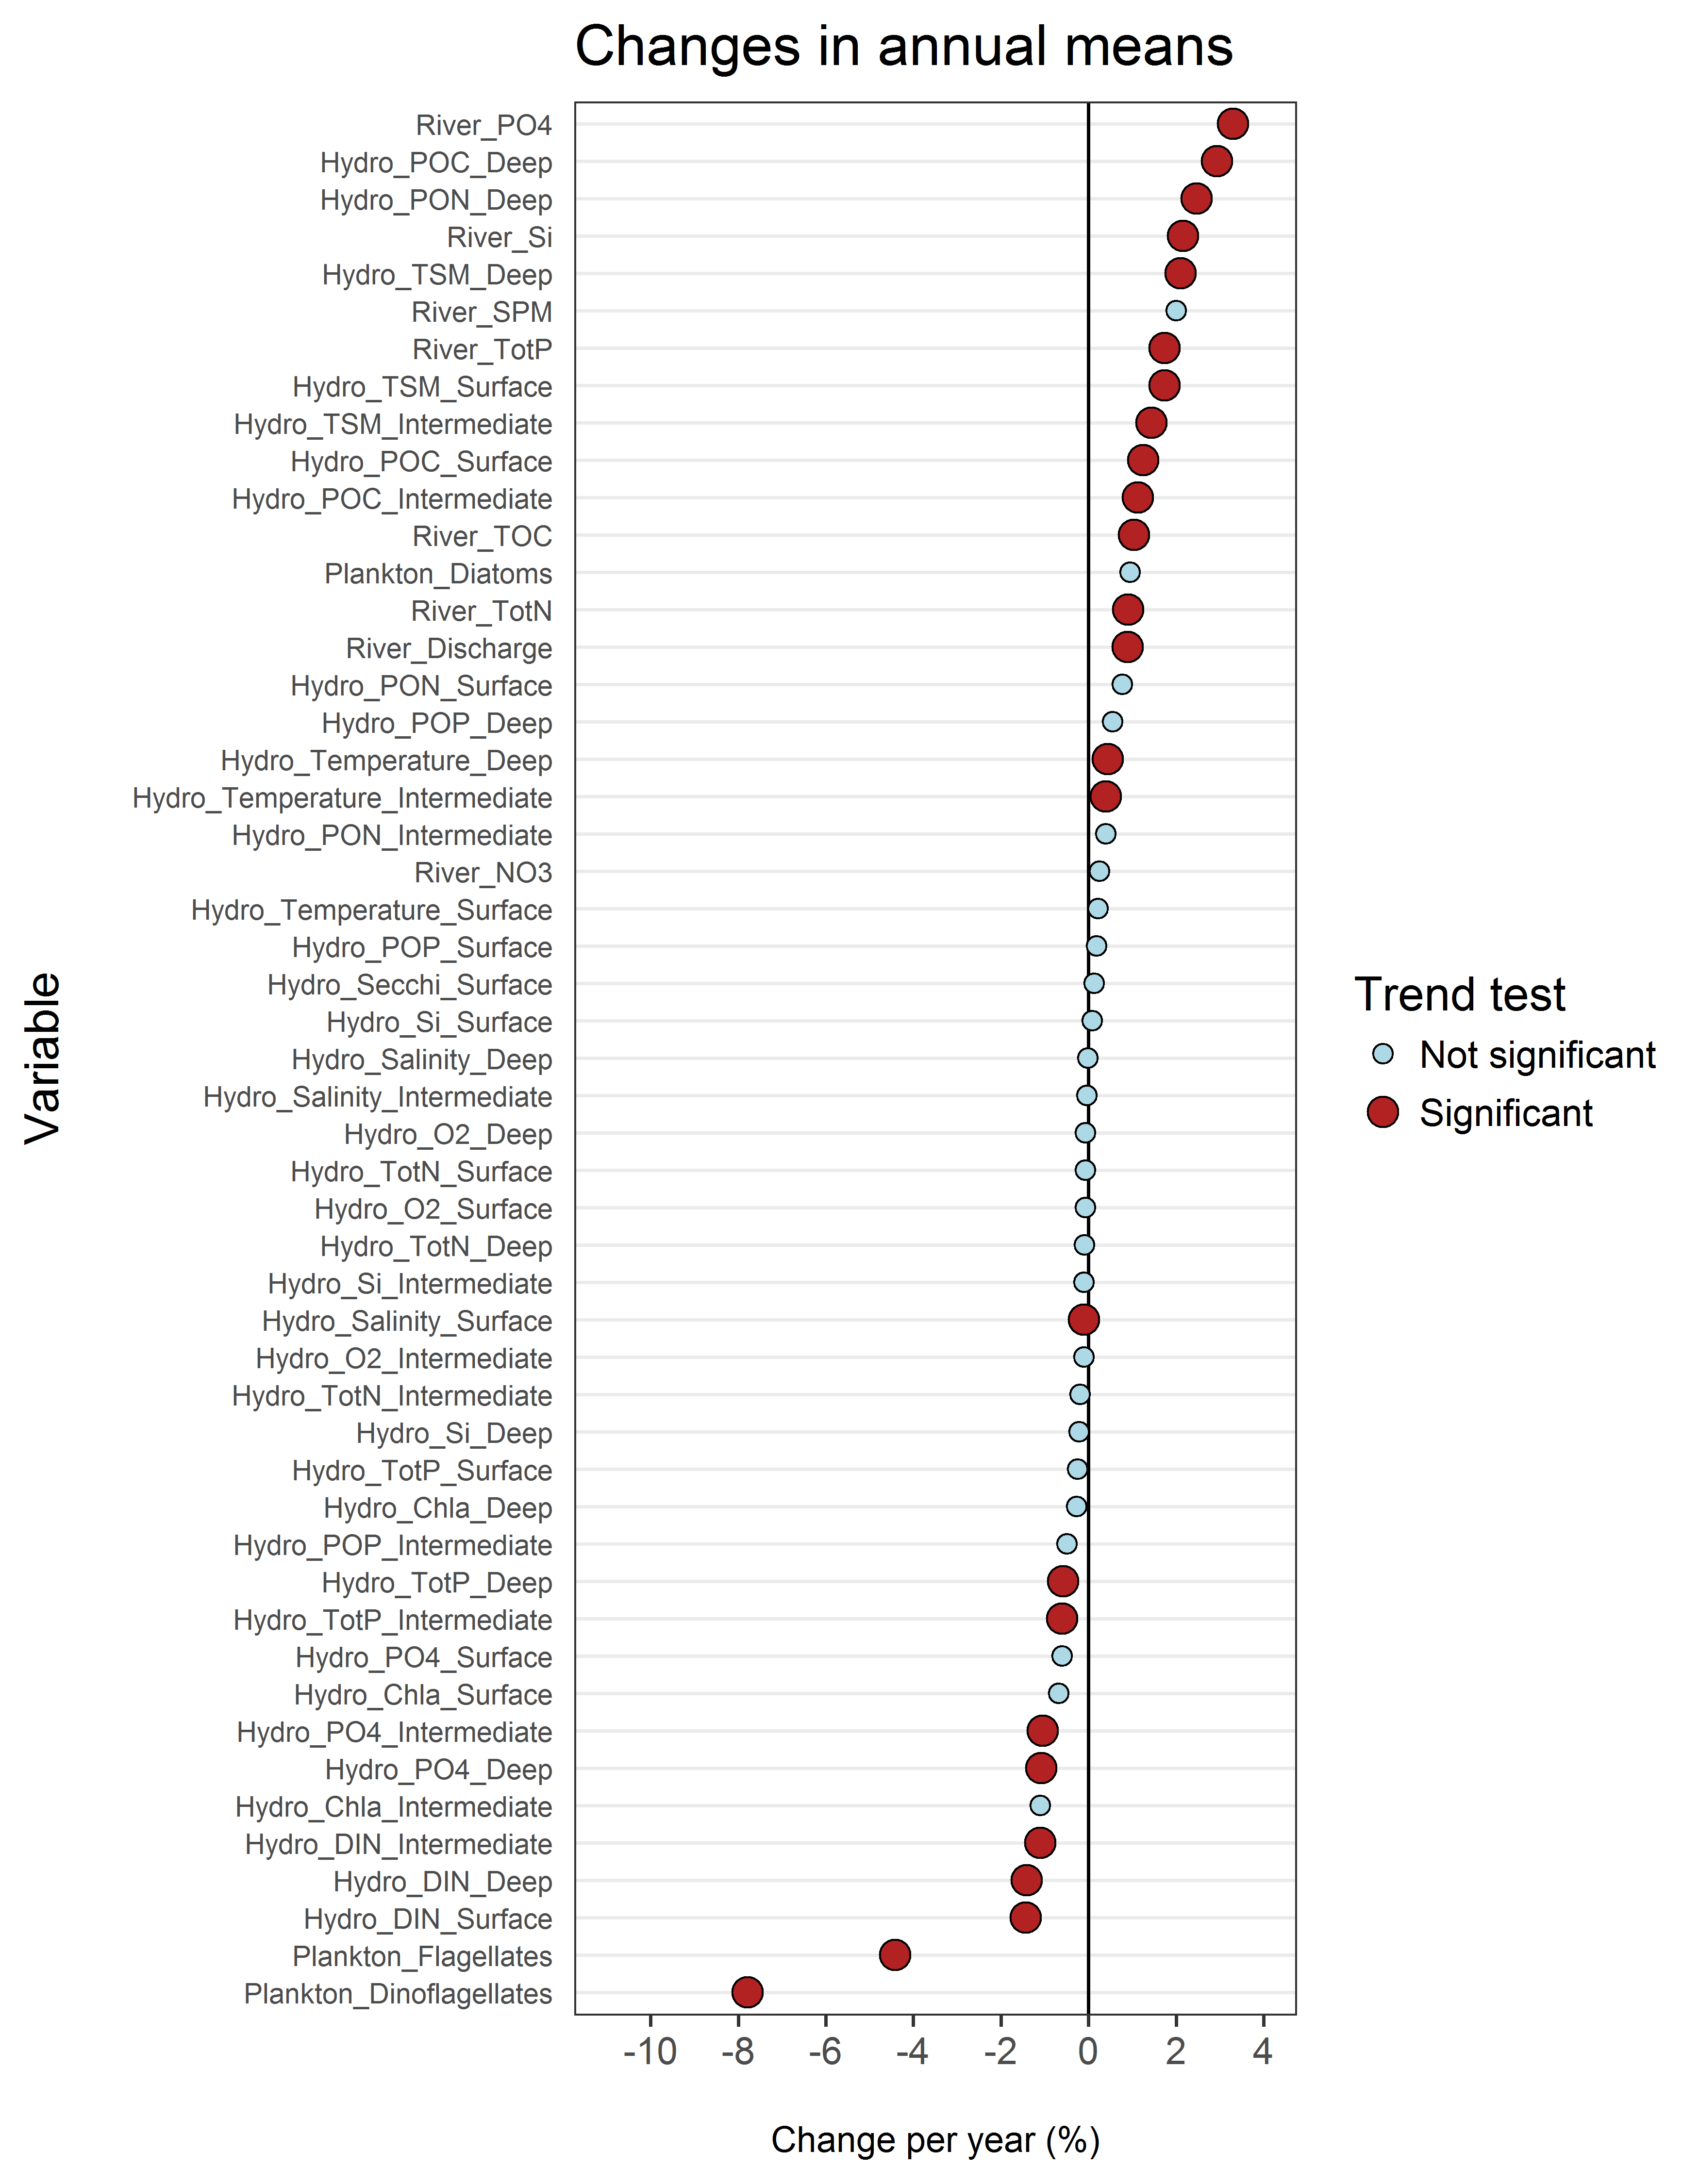 Changes in annual means
River_PO4
Hydro_POC_Deep
Hydro_PON_Deep
River_Si
Hydro_TSM_Deep
River_SPM
River_TotP
Hydro_TSM_Surface
Hydro_TSM_Intermediate
Hydro_POC_Surface
Hydro_POC_Intermediate
River_TOC
Plankton_Diatoms
River_TotN
River_Discharge
Hydro_PON_Surface
Hydro_POP_Deep
Hydro_Temperature_Deep
Hydro_Temperature_Intermediate
Hydro_PON_Intermediate
River_NO3
Hydro_Temperature_Surface
Hydro_POP_Surface
Hydro_Secchi_Surface
Hydro_Si_Surface
Hydro_Salinity_Deep
Hydro_Salinity_Intermediate
Hydro_O2_Deep
Hydro_TotN_Surface
Hydro_O2_Surface
Hydro_TotN_Deep
Hydro_Si_Intermediate
Hydro_Salinity_Surface
Hydro_O2_Intermediate
Hydro_TotN_Intermediate
Hydro_Si_Deep
Hydro_TotP_Surface
Hydro_Chla_Deep
Hydro_POP_Intermediate
Hydro_TotP_Deep
Hydro_TotP_Intermediate
Hydro_PO4_Surface
Hydro_Chla_Surface
Hydro_PO4_Intermediate
Hydro_PO4_Deep
Hydro_Chla_Intermediate
Hydro_DIN_Intermediate
Hydro_DIN_Deep
Hydro_DIN_Surface
Plankton_Flagellates
Plankton_Dinoflagellates
-10 -8 -6 -4 -2 0 2 4
Change per year (%)
Variable
Trend test
Not significant
Significant